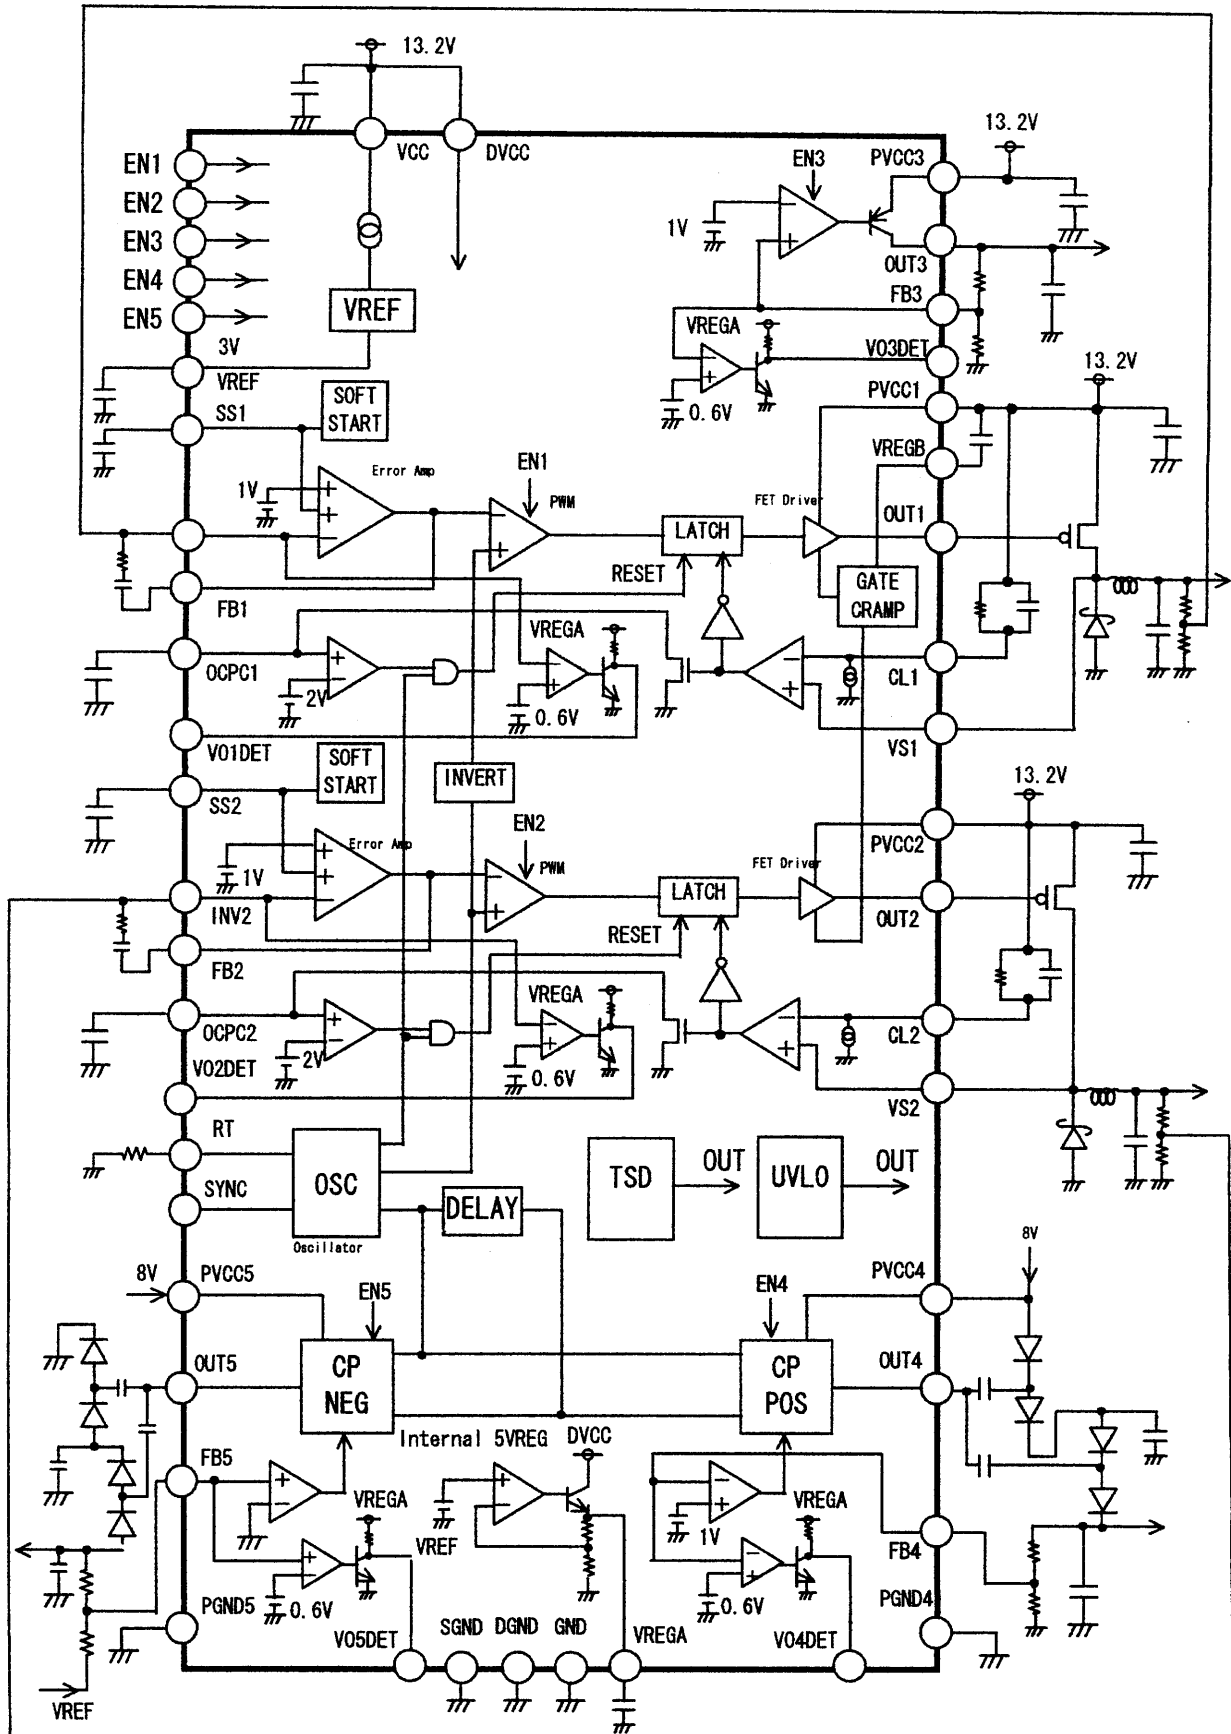 13.2V
VCC
DVCC
EN1
EN2
EN3
EN4
EN5
3V
VREF
VREF
13.2V
PVCC3
EN3
1V
OUT3
FB3
VREGA
VO3DET
0.6V
13.2V
PVCC1
VREGB
SS1
SOFT
START
Error Amp
1V
EN1
PWM
FET Driver
OUT1
LATCH
RESET
GATE
CRAMP
FB1
VREGA
OCPC1
2V
0.6V
CL1
VS1
VO1DET
SOFT
START
INVERT
13.2V
SS2
EN2
Error Amp
PWM
FET Driver
PVCC2
1V
LATCH
INV2
OUT2
RESET
FB2
VREGA
OCPC2
2V
0.6V
CL2
VO2DET
VS2
RT
OSC
TSD
OUT
UVLO
OUT
SYNC
DELAY
Oscillator
8V
PVCC5
EN5
EN4
PVCC4
8V
OUT5
CP
NEG
CP
POS
OUT4
Internal 5VREG
DVCC
FB5
VREGA
VREF
1V
VREGA
FB4
0.6V
0.6V
PGND5
PGND4
VO5DET
SGND
DGND
GND
VREGA
VO4DET
VREF